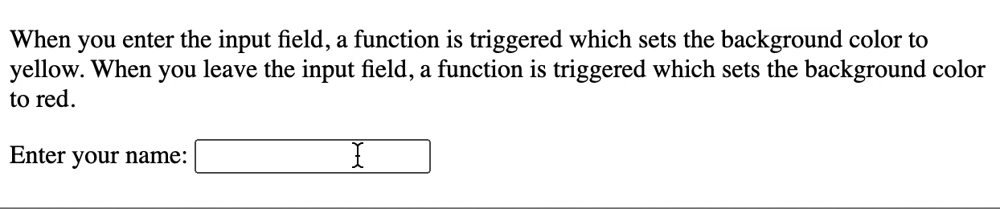 When you enter the input field, a function is triggered which sets the background color to
yellow. When you leave the input field, a function is triggered which sets the background color
to red.
Enter your name: